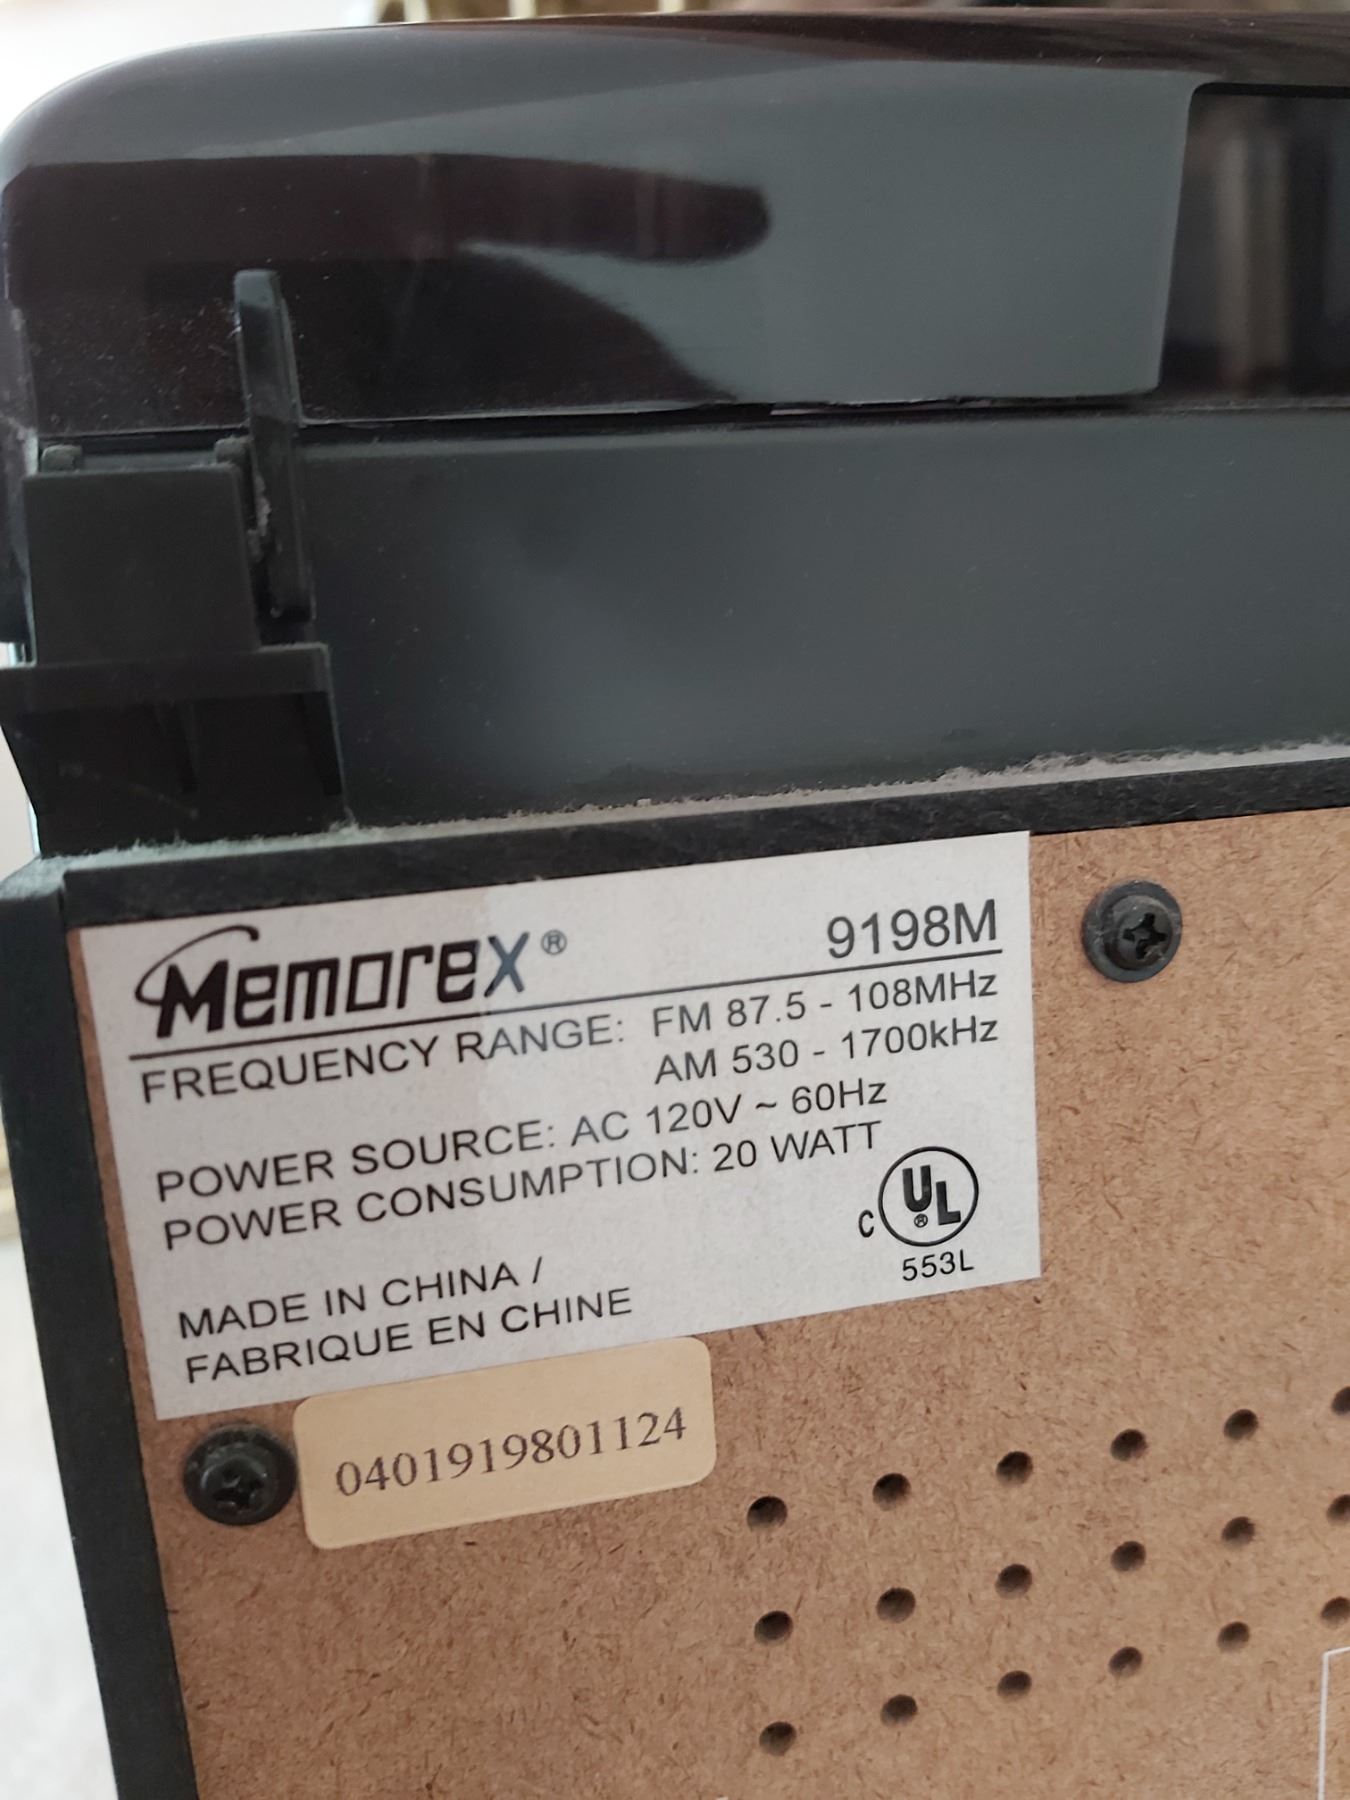 Memorex® 9198M
FREQUENCY RANGE: FM 87.5 - 108MHz
AM 530 - 1700kHz
POWER SOURCE: AC 120V ~ 60Hz
POWER CONSUMPTION: 20 WATT
C UL ®
553L
MADE IN CHINA /
FABRIQUE EN CHINE
0401919801124